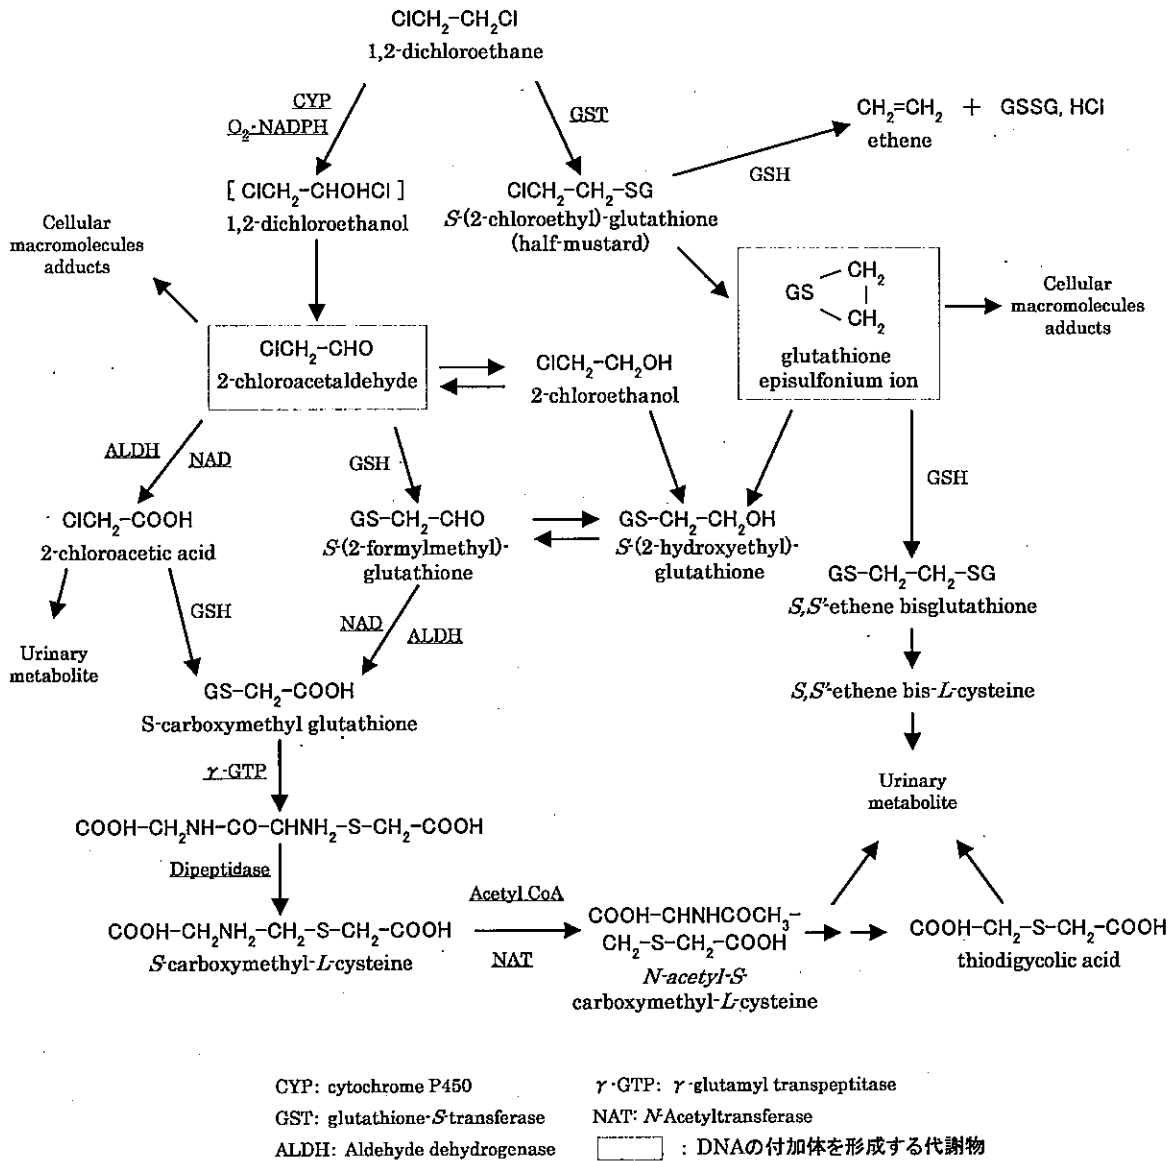 ClCH2-CH2Cl
1,2-dichloroethane
CYP
O2·NADPH
GST
CH2=CH2 + GSSG, HCl
ethene
GSH
[ ClCH2-CHOHCl ]
1,2-dichloroethanol
ClCH2-CH2-SG
S-(2-chloroethyl)-glutathione
(half-mustard)
Cellular
macromolecules
adducts
GS
CH2
CH2
glutathione
episulfonium ion
Cellular
macromolecules
adducts
ClCH2-CHO
2-chloroacetaldehyde
ClCH2-CH2OH
2-chloroethanol
ALDH
NAD
GSH
GSH
ClCH2-COOH
2-chloroacetic acid
GS-CH2-CHO
S-(2-formylmethyl)-
glutathione
GS-CH2-CH2OH
S-(2-hydroxyethyl)-
glutathione
GS-CH2-CH2-SG
S,S'-ethene bisglutathione
GSH
NAD
ALDH
Urinary
metabolite
GS-CH2-COOH
S-carboxymethyl glutathione
S,S'-ethene bis-L-cysteine
γ-GTP
Urinary
metabolite
COOH-CH2NH-CO-CHNH2-S-CH2-COOH
Dipeptidase
Acetyl CoA
NAT
COOH-CH2NH2-CH2-S-CH2-COOH
S-carboxymethyl-L-cysteine
COOH-CHNHCOCH3-
CH2-S-CH2-COOH
N-acetyl-S-
carboxymethyl-L-cysteine
COOH-CH2-S-CH2-COOH
thiodigycolic acid
CYP: cytochrome P450
γ-GTP: γ-glutamyl transpeptitase
GST: glutathione-S-transferase
NAT: N-Acetyltransferase
ALDH: Aldehyde dehydrogenase
: DNAの付加体を形成する代謝物